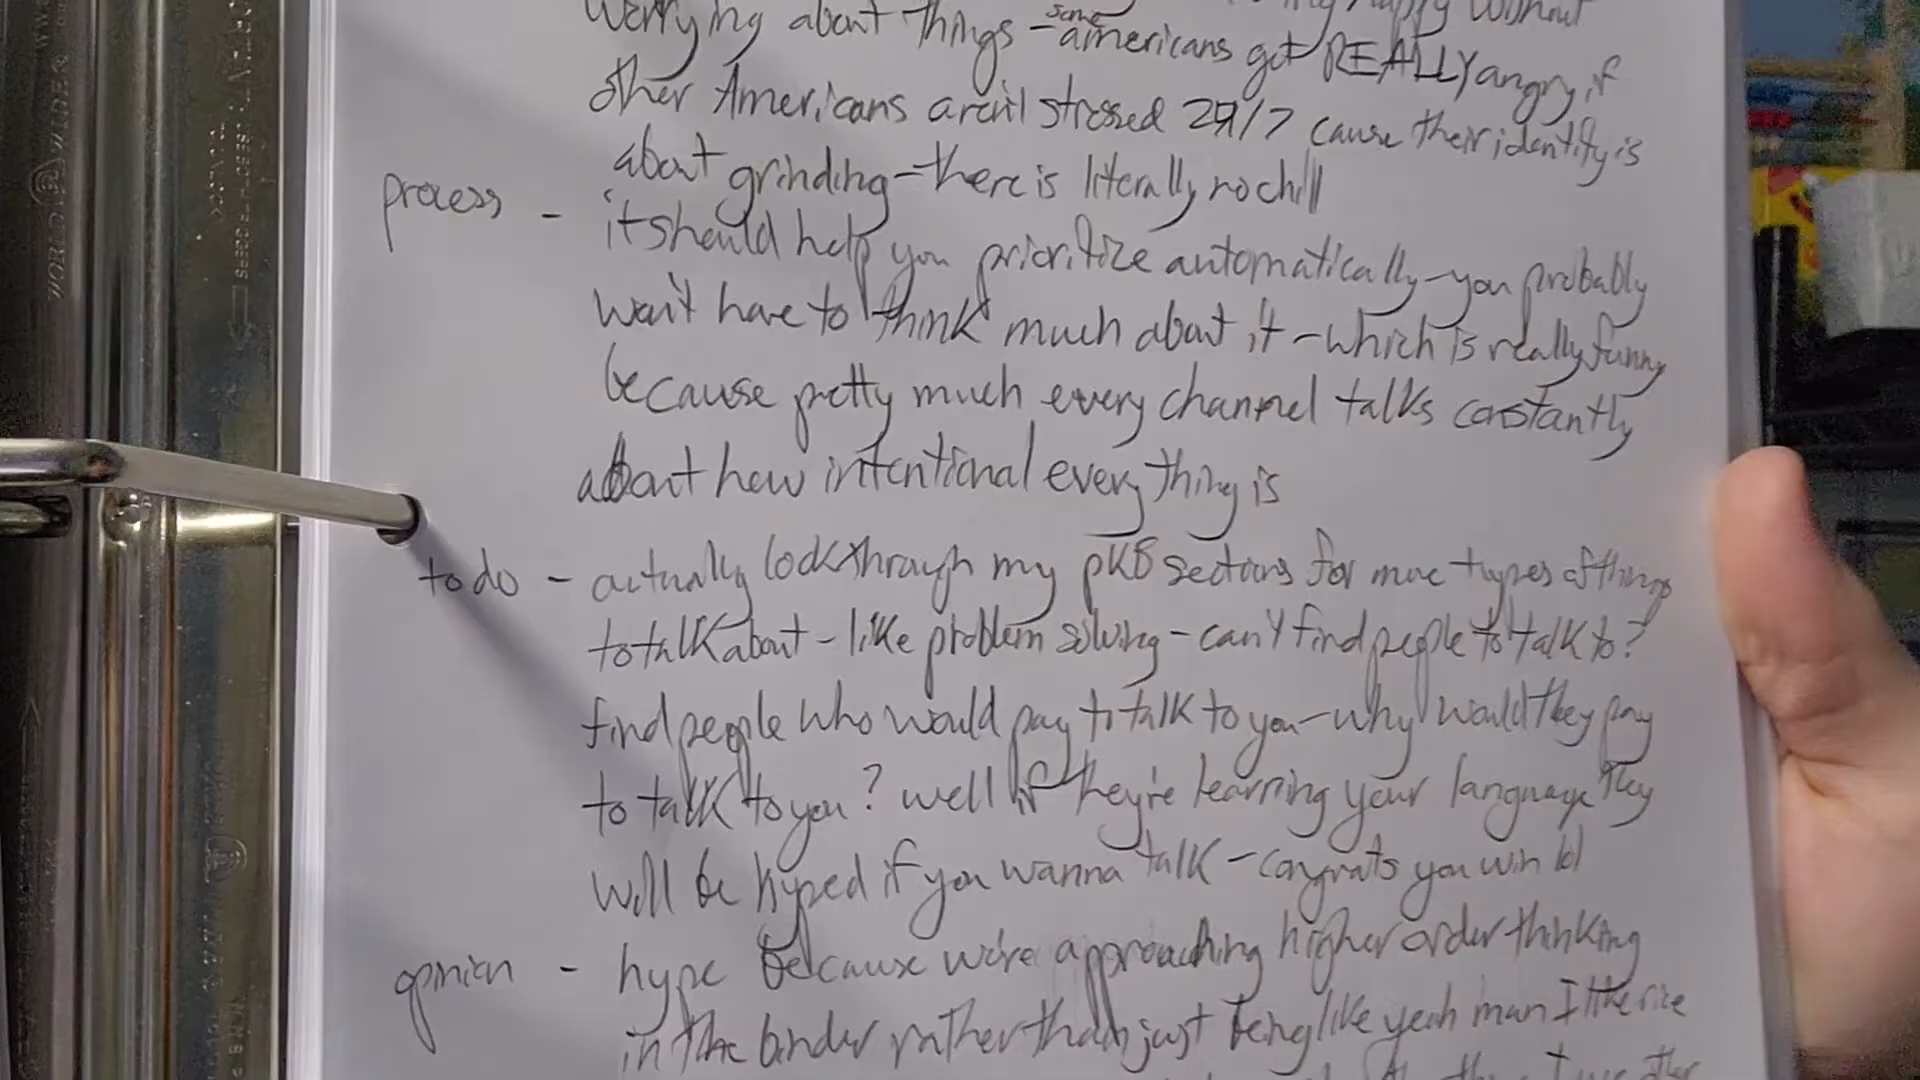 happy without
worrying about things - some americans get REALLY angry if
other Americans aren't stressed 24/7 cause their identity is
about grinding - there is literally no chill
process - it should help you prioritize automatically - you probably
won't have to think much about it - which is really funny
because pretty much every channel talks constantly
about how intentional everything is
to do - actually look through my PKB sections for more types of things
to talk about - like problem solving - can't find people to talk to?
find people who would pay to talk to you - why would they pay
to talk to you? well if they're learning your language they
will be hyped if you wanna talk - congrats you win lol
opinion - hype because we're approaching higher order thinking
in the binder rather than just being like yeah man I like rice